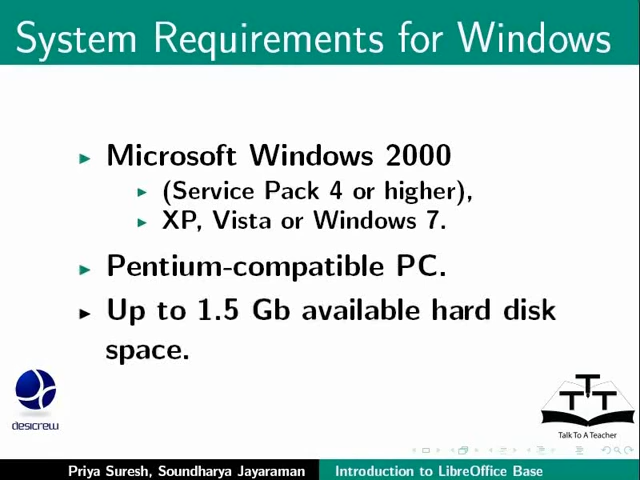 System Requirements for Windows
Microsoft Windows 2000
(Service Pack 4 or higher),
XP, Vista or Windows 7.
Pentium-compatible PC.
Up to 1.5 Gb available hard disk
space.
desicrew
TTT
Talk To A Teacher
Priya Suresh, Soundharya Jayaraman
Introduction to LibreOffice Base